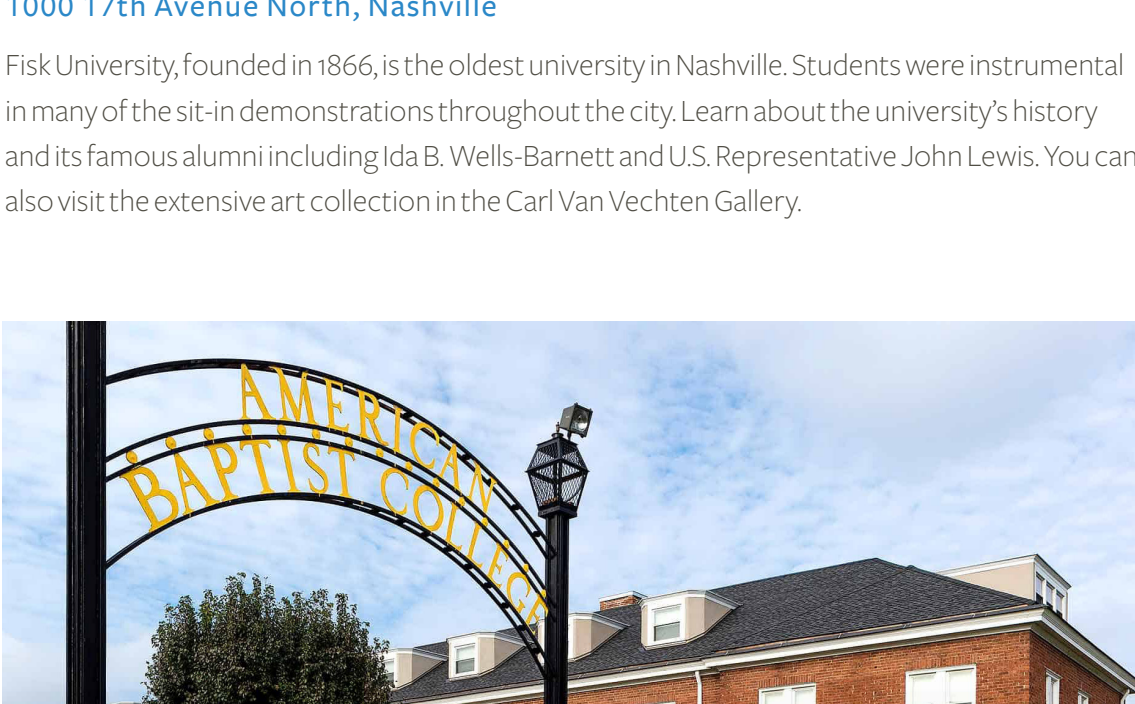 1000 17th Avenue North, Nashville
Fisk University, founded in 1866, is the oldest university in Nashville. Students were instrumental
in many of the sit-in demonstrations throughout the city. Learn about the university’s history
and its famous alumni including Ida B. Wells-Barnett and U.S. Representative John Lewis. You can
also visit the extensive art collection in the Carl Van Vechten Gallery.
AMERICAN
BAPTIST COLLEGE